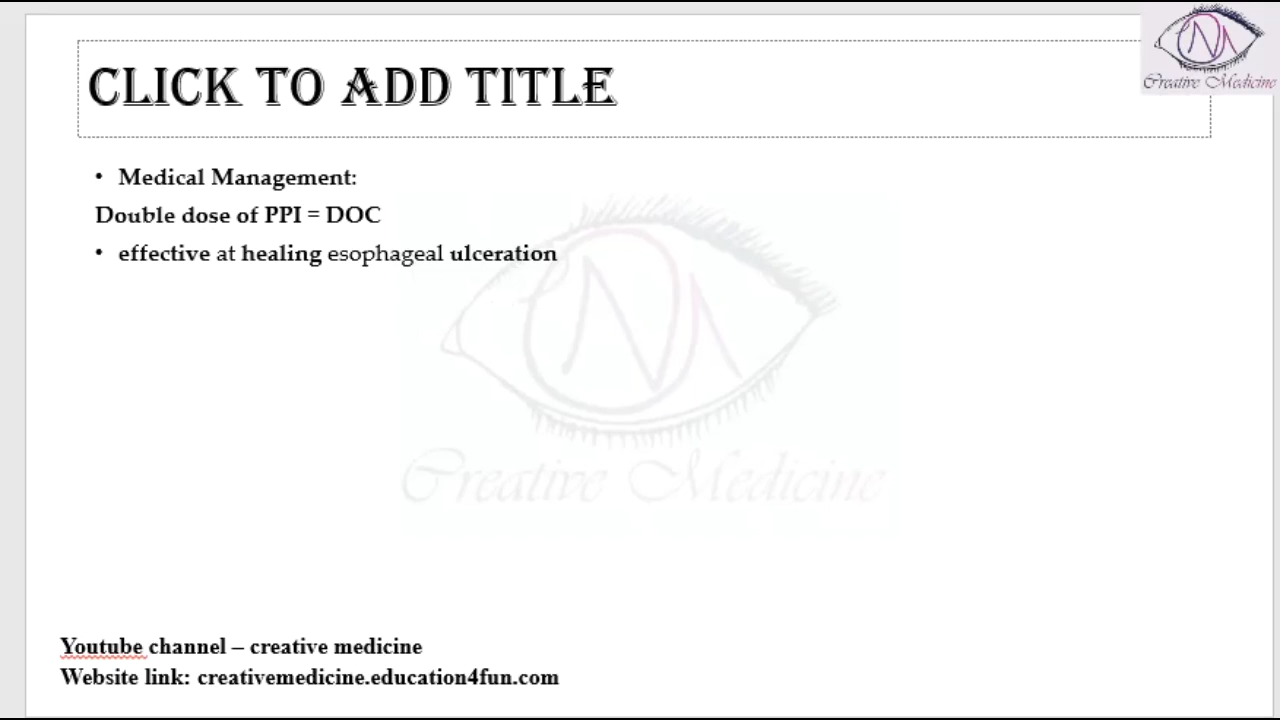 Creative Medicine
CLICK TO ADD TITLE
• Medical Management:
Double dose of PPI = DOC
• effective at healing esophageal ulceration
Creative Medicine
Youtube channel – creative medicine
Website link: creativemedicine.education4fun.com